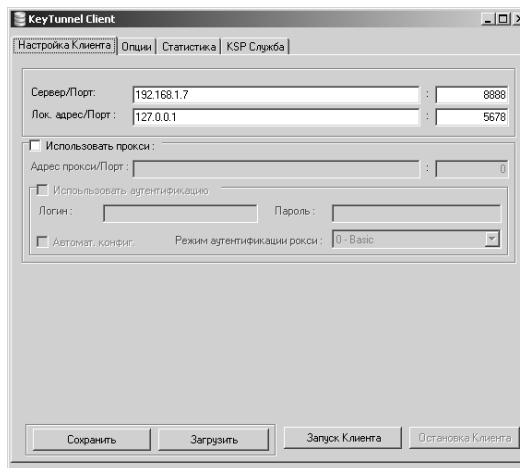 KeyTunnel Client
Настройка Клиента Опции Статистика KSP Служба
Сервер/Порт: 192.168.1.7 : 8888
Лок. адрес/Порт : 127.0.0.1 : 5678
Использовать прокси :
Адрес прокси/Порт : : 0
Использовать аутентификацию
Логин : Пароль :
Автомат. конфиг. Режим аутентификации рокси : 0 - Basic
Сохранить Загрузить Запуск Клиента Остановка Клиента